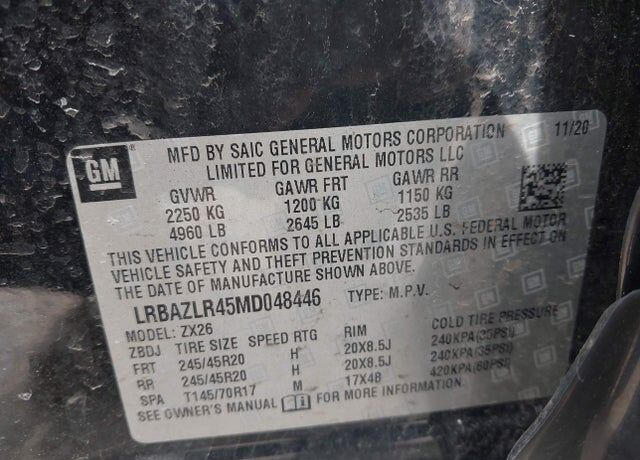 GM
MFD BY SAIC GENERAL MOTORS CORPORATION 11/20
LIMITED FOR GENERAL MOTORS LLC
GVWR GAWR FRT GAWR RR
2250 KG 1200 KG 1150 KG
4960 LB 2645 LB 2535 LB
THIS VEHICLE CONFORMS TO ALL APPLICABLE U.S. FEDERAL MOTOR
VEHICLE SAFETY AND THEFT PREVENTION STANDARDS IN EFFECT ON
THE DATE OF MANUFACTURE SHOWN ABOVE.
LRBAZLR45MD048446 TYPE: M.P.V.
MODEL: ZX26
ZBDJ TIRE SIZE SPEED RTG RIM COLD TIRE PRESSURE
FRT 245/45R20 H 20X8.5J 240KPA(35PSI)
RR 245/45R20 H 20X8.5J 240KPA(35PSI)
SPA T145/70R17 M 17X4B 420KPA(60PSI)
SEE OWNER'S MANUAL FOR MORE INFORMATION.